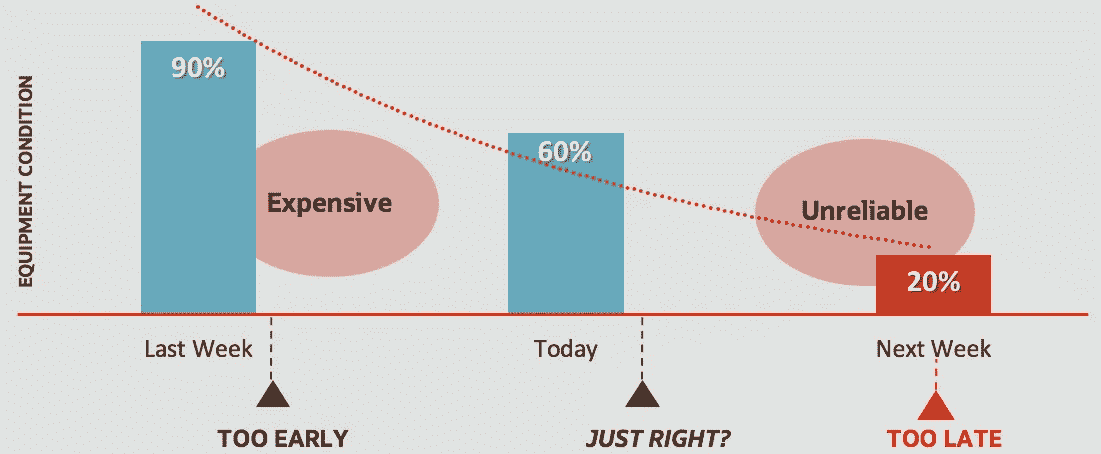 EQUIPMENT CONDITION
90%
60%
20%
Expensive
Unreliable
Last Week
Today
Next Week
TOO EARLY
JUST RIGHT?
TOO LATE